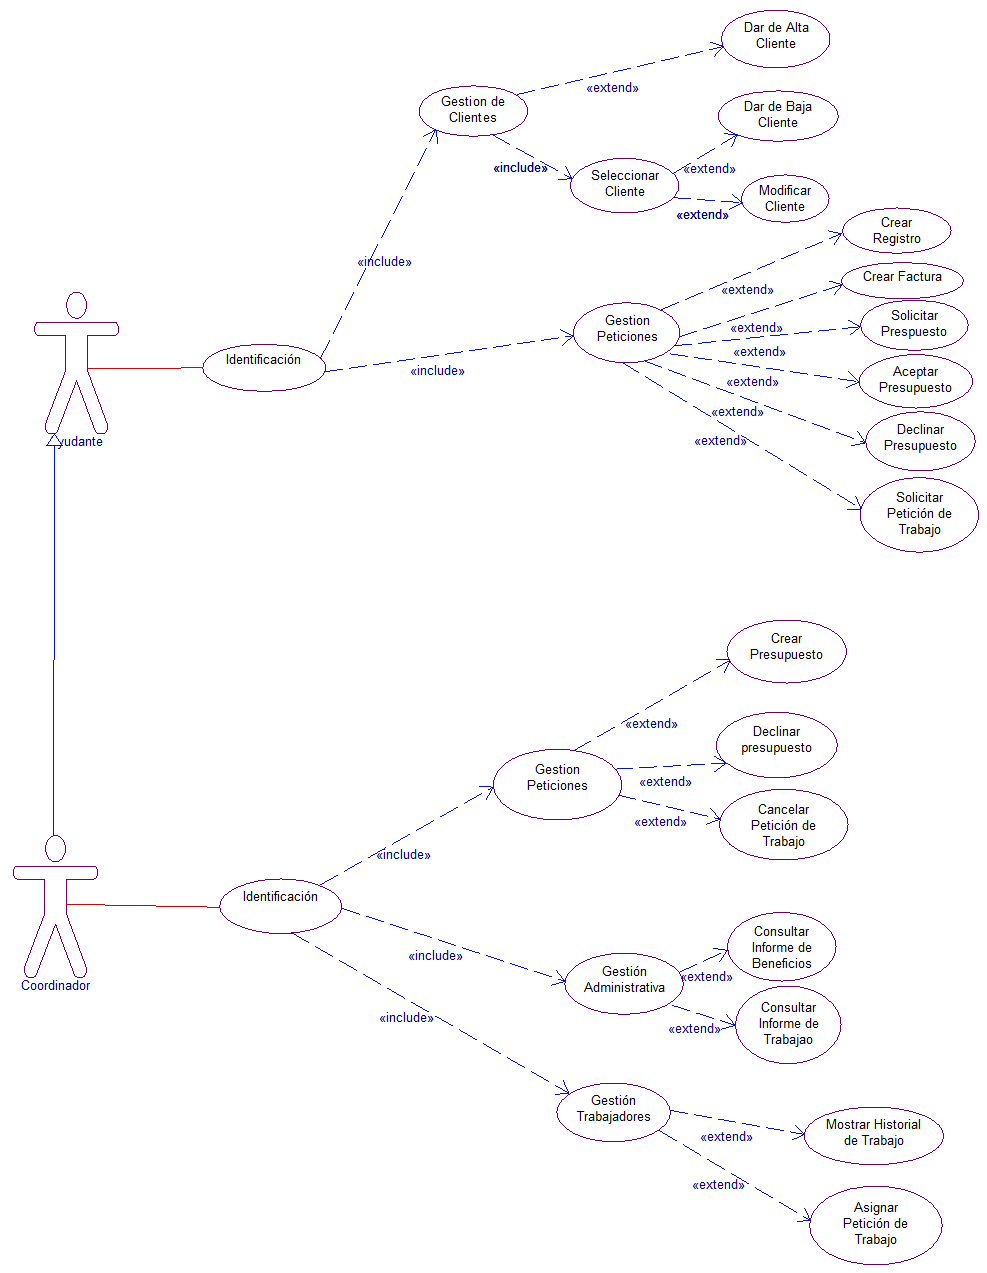 Dar de Alta
Cliente
«extend»
Gestion de
Clientes
Dar de Baja
Cliente
«include»
Seleccionar
Cliente
«extend»
Modificar
Cliente
«extend»
Crear
Registro
«include»
Crear Factura
«extend»
Gestion
Peticiones
Solicitar
Prespuesto
«extend»
«extend»
Identificación
«include»
Aceptar
Presupuesto
«extend»
«extend»
Declinar
Presupuesto
«extend»
yudante
Solicitar
Petición de
Trabajo
Crear
Presupuesto
«extend»
Declinar
presupuesto
Gestion
Peticiones
«extend»
Cancelar
Petición de
Trabajo
«extend»
«include»
Identificación
Consultar
Informe de
Beneficios
«include»
Gestión
Administrativa
«extend»
Coordinador
Consultar
Informe de
Trabajao
«include»
«extend»
Gestión
Trabajadores
Mostrar Historial
de Trabajo
«extend»
«extend»
Asignar
Petición de
Trabajo